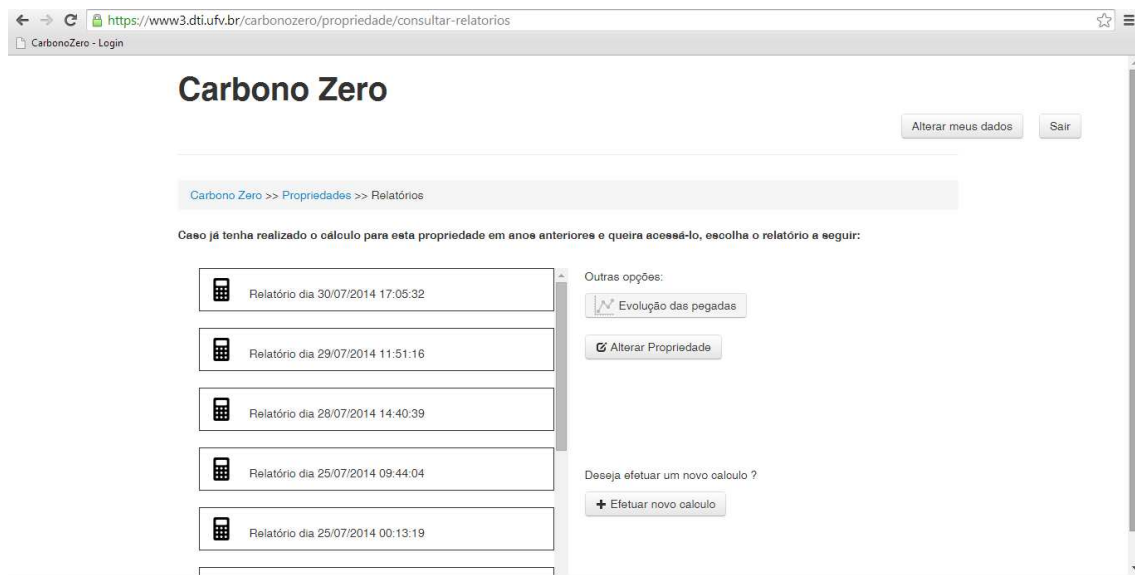 https://www3.dti.ufv.br/carbonozero/propriedade/consultar-relatorios
CarbonoZero - Login
Carbono Zero
Alterar meus dados
Sair
Carbono Zero >> Propriedades >> Relatórios
Caso já tenha realizado o cálculo para esta propriedade em anos anteriores e queira acessá-lo, escolha o relatório a seguir:
Relatório dia 30/07/2014 17:05:32
Relatório dia 29/07/2014 11:51:16
Relatório dia 28/07/2014 14:40:39
Relatório dia 25/07/2014 09:44:04
Relatório dia 25/07/2014 00:13:19
Outras opções:
Evolução das pegadas
Alterar Propriedade
Deseja efetuar um novo calculo ?
Efetuar novo calculo